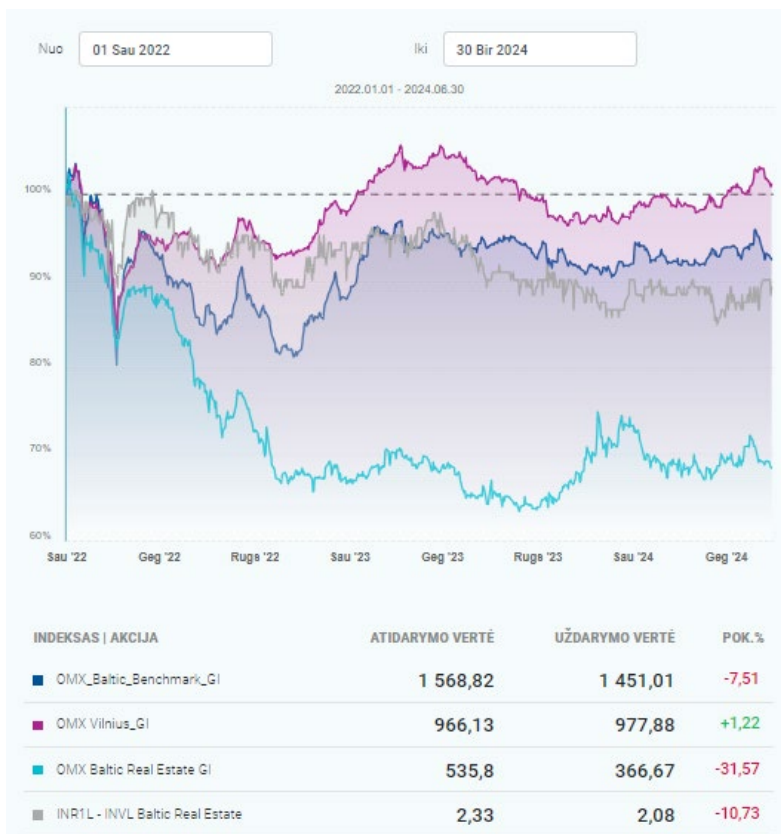 Nuo 01 Sau 2022 Iki 30 Bir 2024
2022.01.01 - 2024.06.30
100%
90%
80%
70%
60%
Sau '22 Geg '22 Rugs '22 Sau '23 Geg '23 Rugs '23 Sau '24 Geg '24
INDEKSAS | AKCIJA ATIDARYMO VERTĖ UŽDARYMO VERTĖ POK.%
OMX_Baltic_Benchmark_GI 1 568,82 1 451,01 -7,51
OMX Vilnius_GI 966,13 977,88 +1,22
OMX Baltic Real Estate GI 535,8 366,67 -31,57
INR1L - INVL Baltic Real Estate 2,33 2,08 -10,73